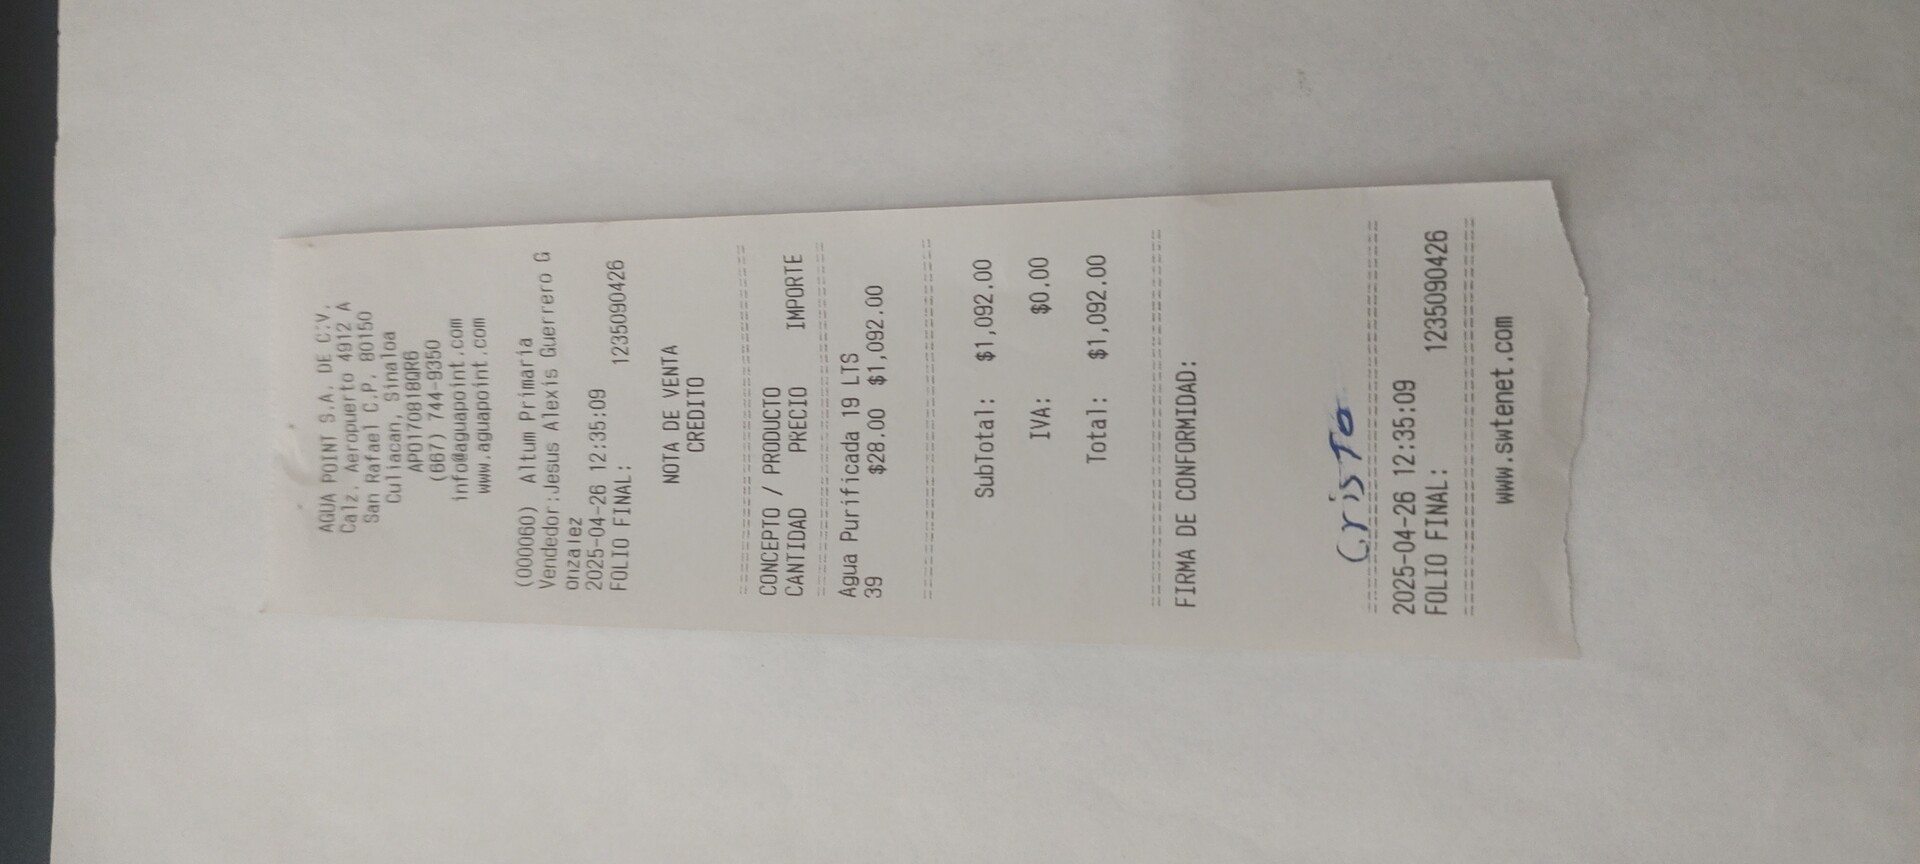 AGUA POINT S.A. DE C.V.
Calz. Aeropuerto 4912 A
San Rafael C.P. 80150
Culiacan, Sinaloa
APO170818QR6
(667) 744-9350
info@aguapoint.com
www.aguapoint.com
(000060) Altum Primaria
Vendedor:Jesus Alexis Guerrero G
onzalez
2025-04-26 12:35:09
FOLIO FINAL: 1235090426
NOTA DE VENTA
CREDITO
================================
CONCEPTO / PRODUCTO
CANTIDAD PRECIO IMPORTE
================================
Agua Purificada 19 LTS
39 $28.00 $1,092.00
================================
SubTotal: $1,092.00
IVA: $0.00
Total: $1,092.00
================================
FIRMA DE CONFORMIDAD:
CrisTo
================================
2025-04-26 12:35:09
FOLIO FINAL: 1235090426
================================
www.swtenet.com